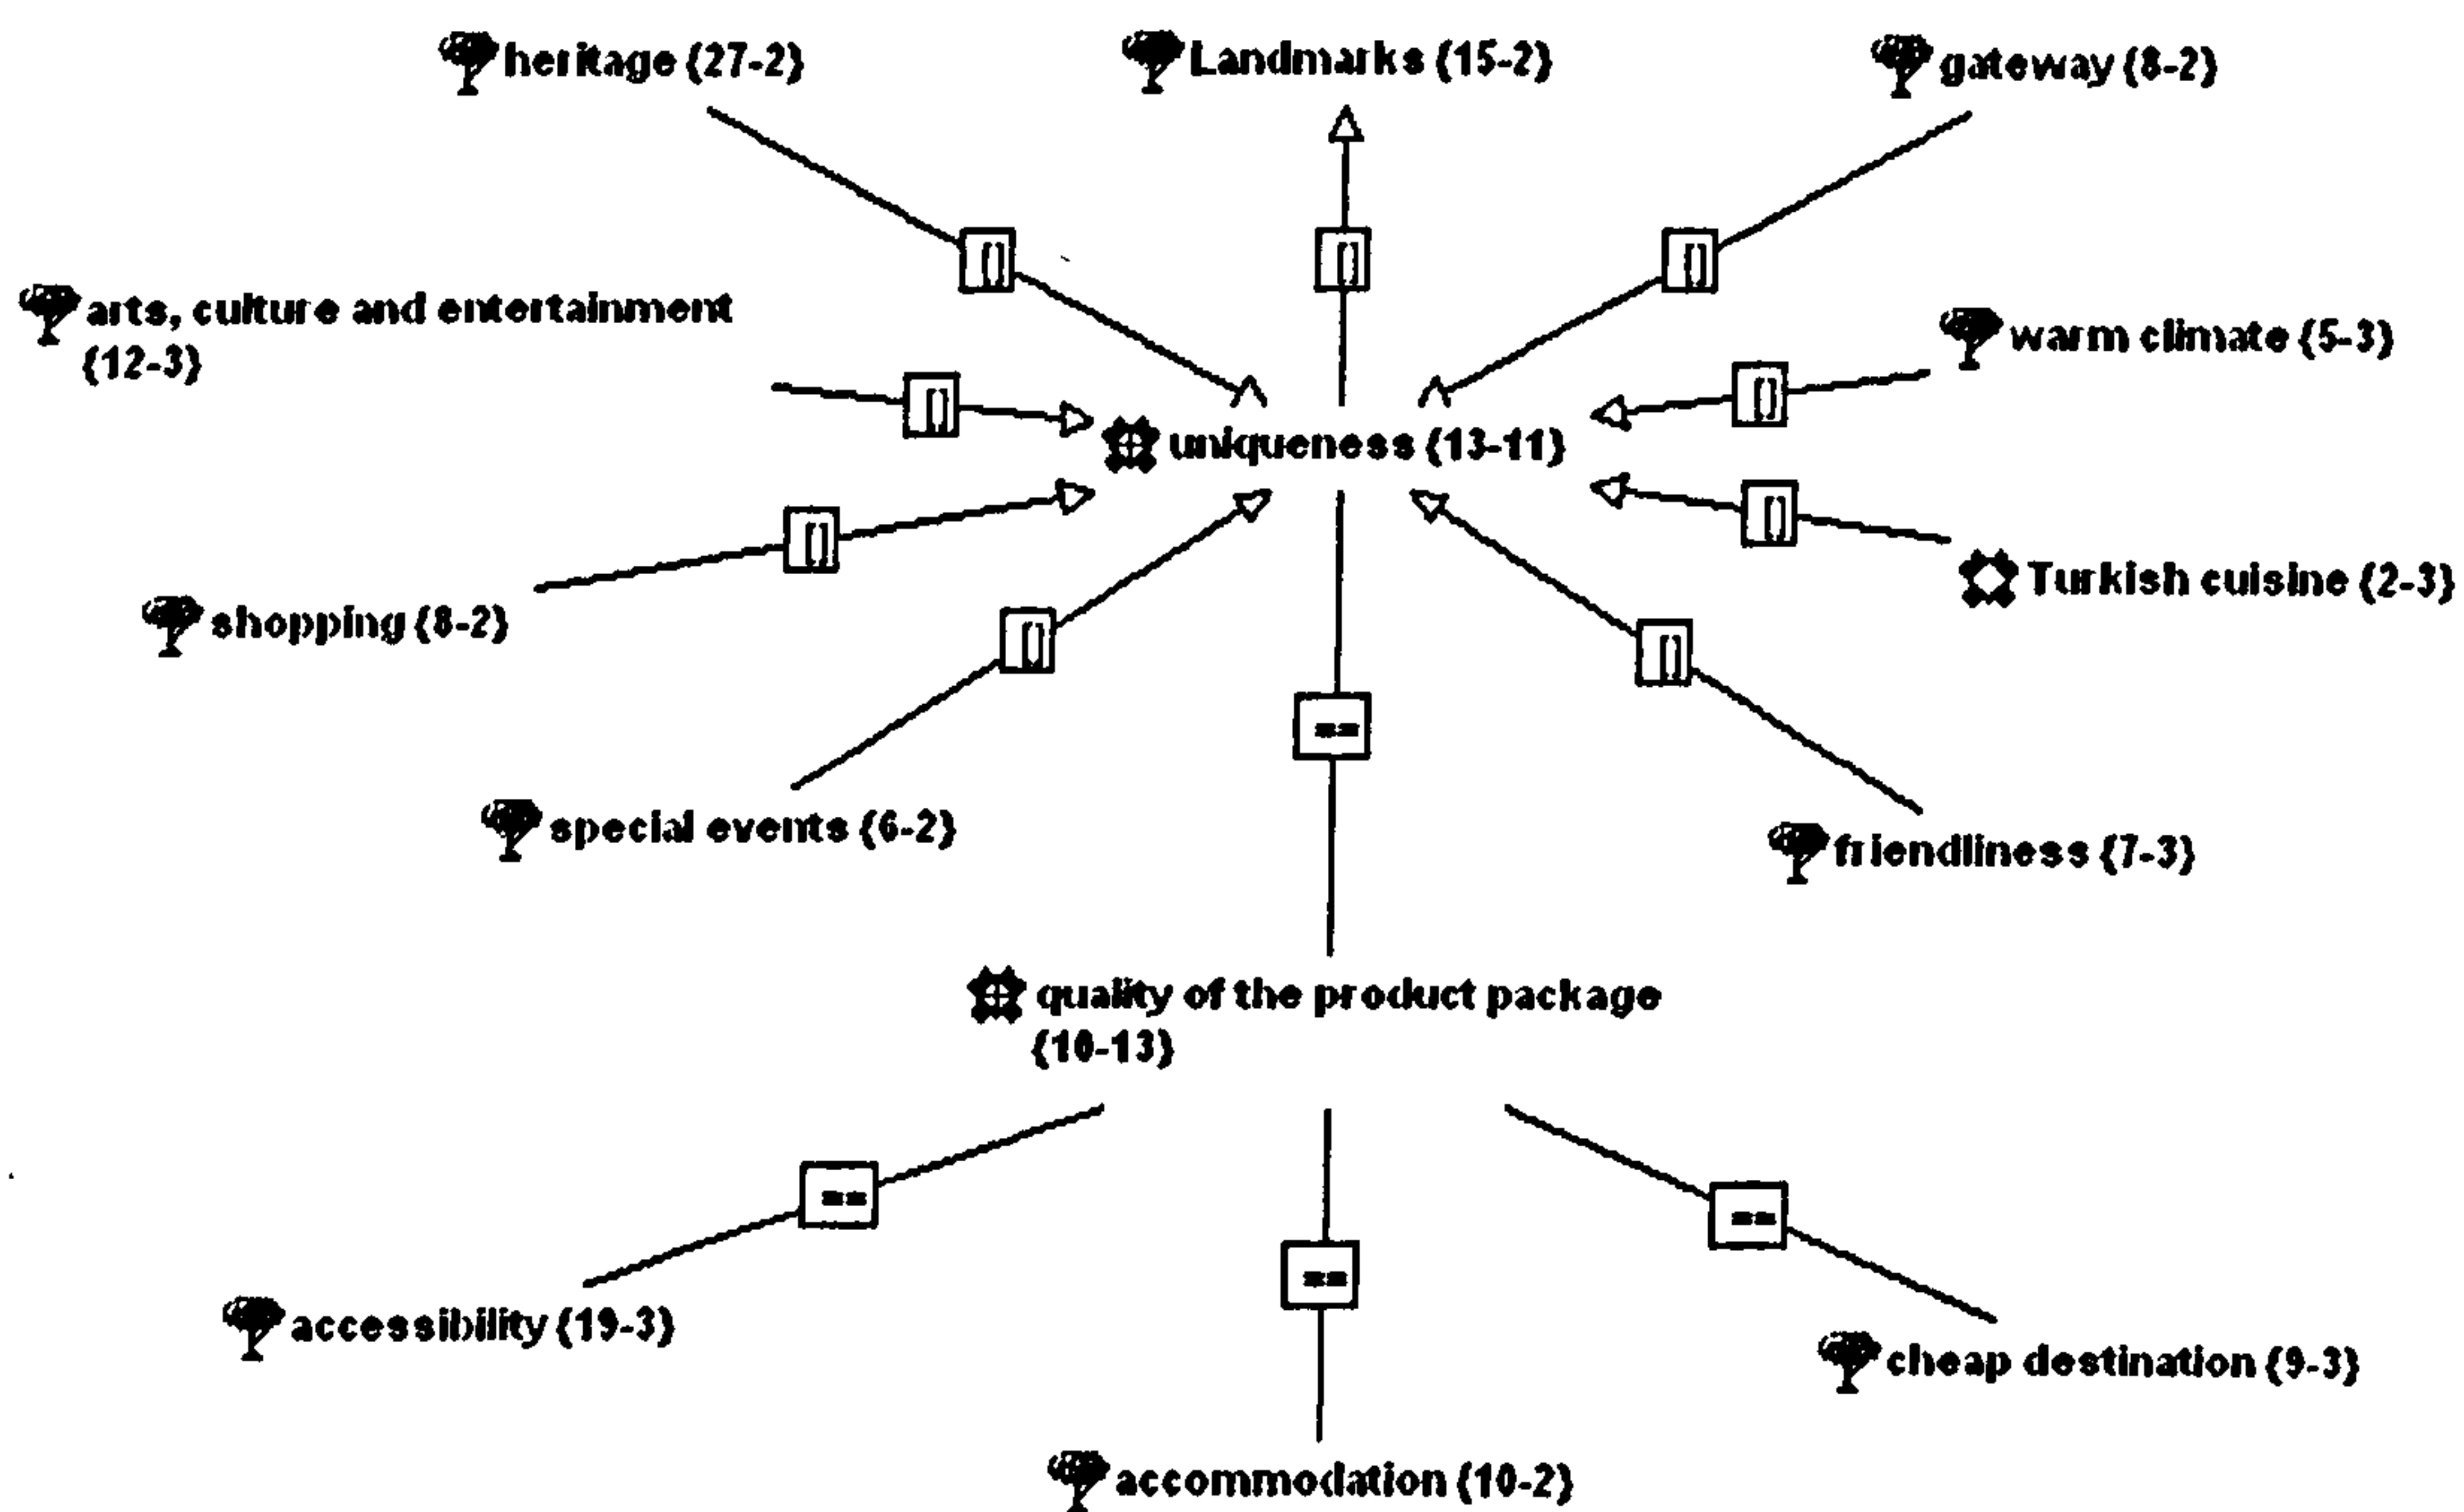 heritage {27-2}
Landmarks {15-2}
gateway {8-2}
arts, culture and entertainment
{12-3}
warm climate {5-3}
uniqueness {13-11}
Turkish cuisine {2-3}
shopping {8-2}
special events {6-2}
friendliness {7-3}
==
quality of the product package
{10-13}
==
==
==
accessibility {19-3}
cheap destination {9-3}
accommodation {10-2}